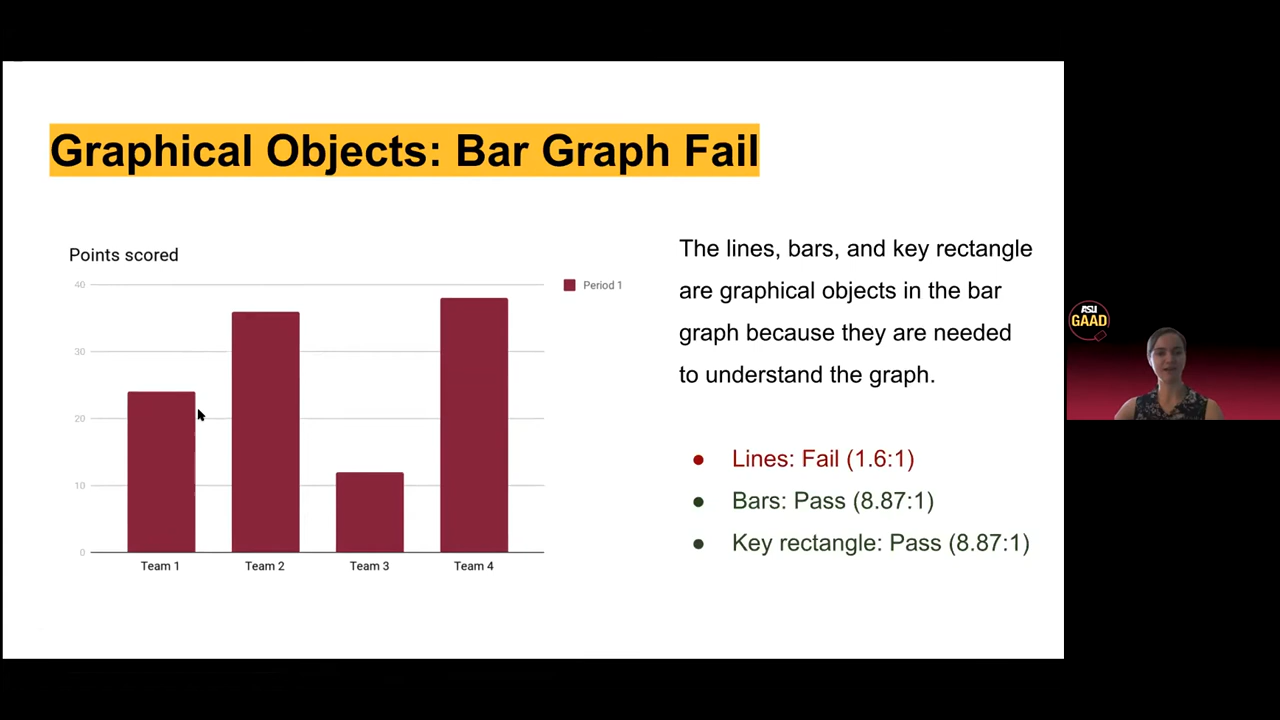 Graphical Objects: Bar Graph Fail
Points scored
40
30
20
10
0
Team 1 Team 2 Team 3 Team 4
Period 1
The lines, bars, and key rectangle
are graphical objects in the bar
graph because they are needed
to understand the graph.
● Lines: Fail (1.6:1)
● Bars: Pass (8.87:1)
● Key rectangle: Pass (8.87:1)
ASU
GAAD